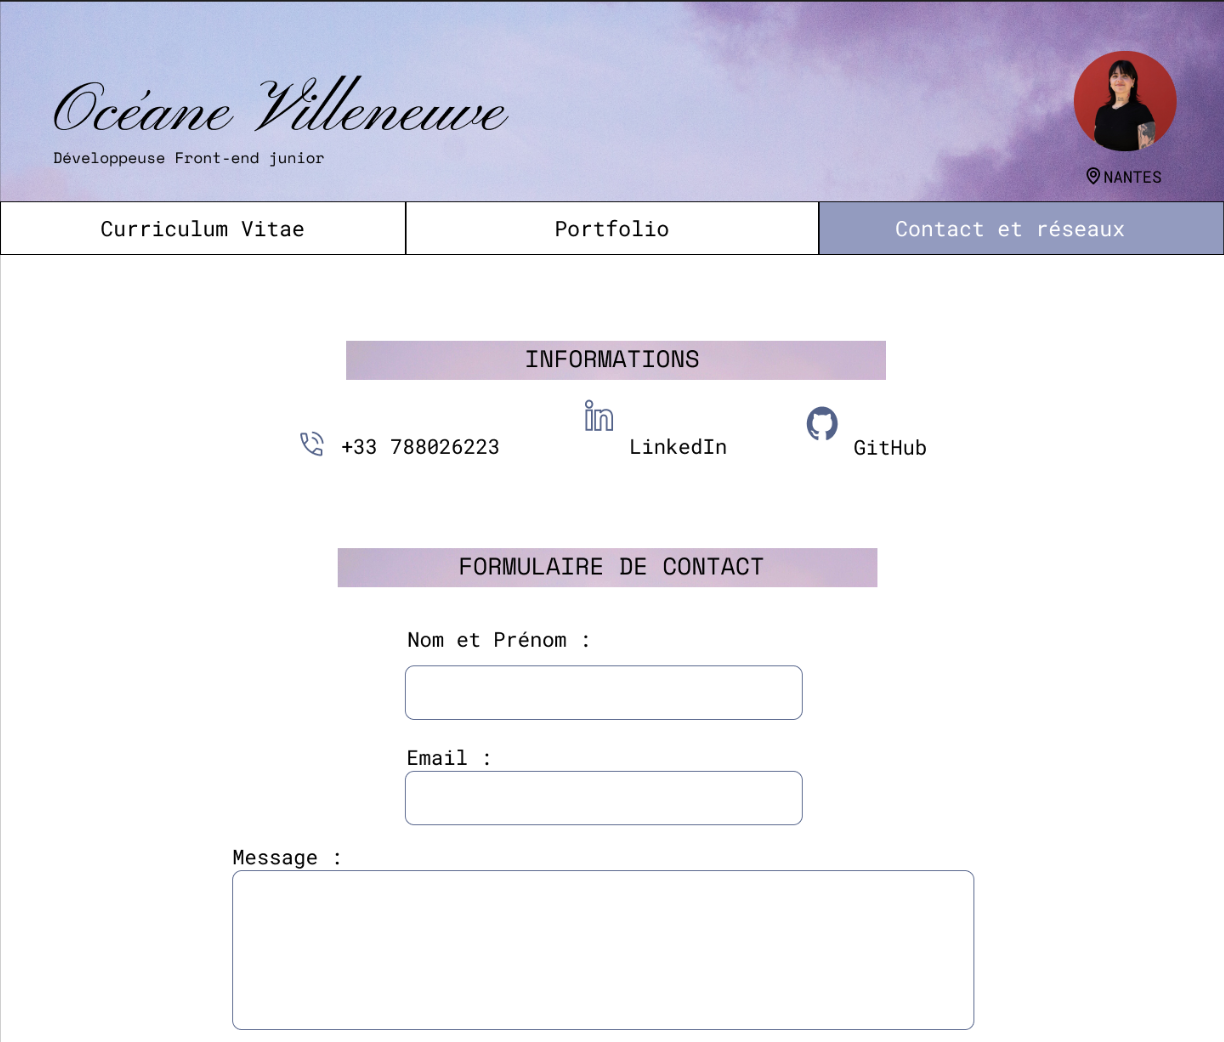 Océane Villeneuve
Développeuse Front-end junior
NANTES
Curriculum Vitae
Portfolio
Contact et réseaux
INFORMATIONS
+33 788026223
in
LinkedIn
GitHub
FORMULAIRE DE CONTACT
Nom et Prénom :
Email :
Message :